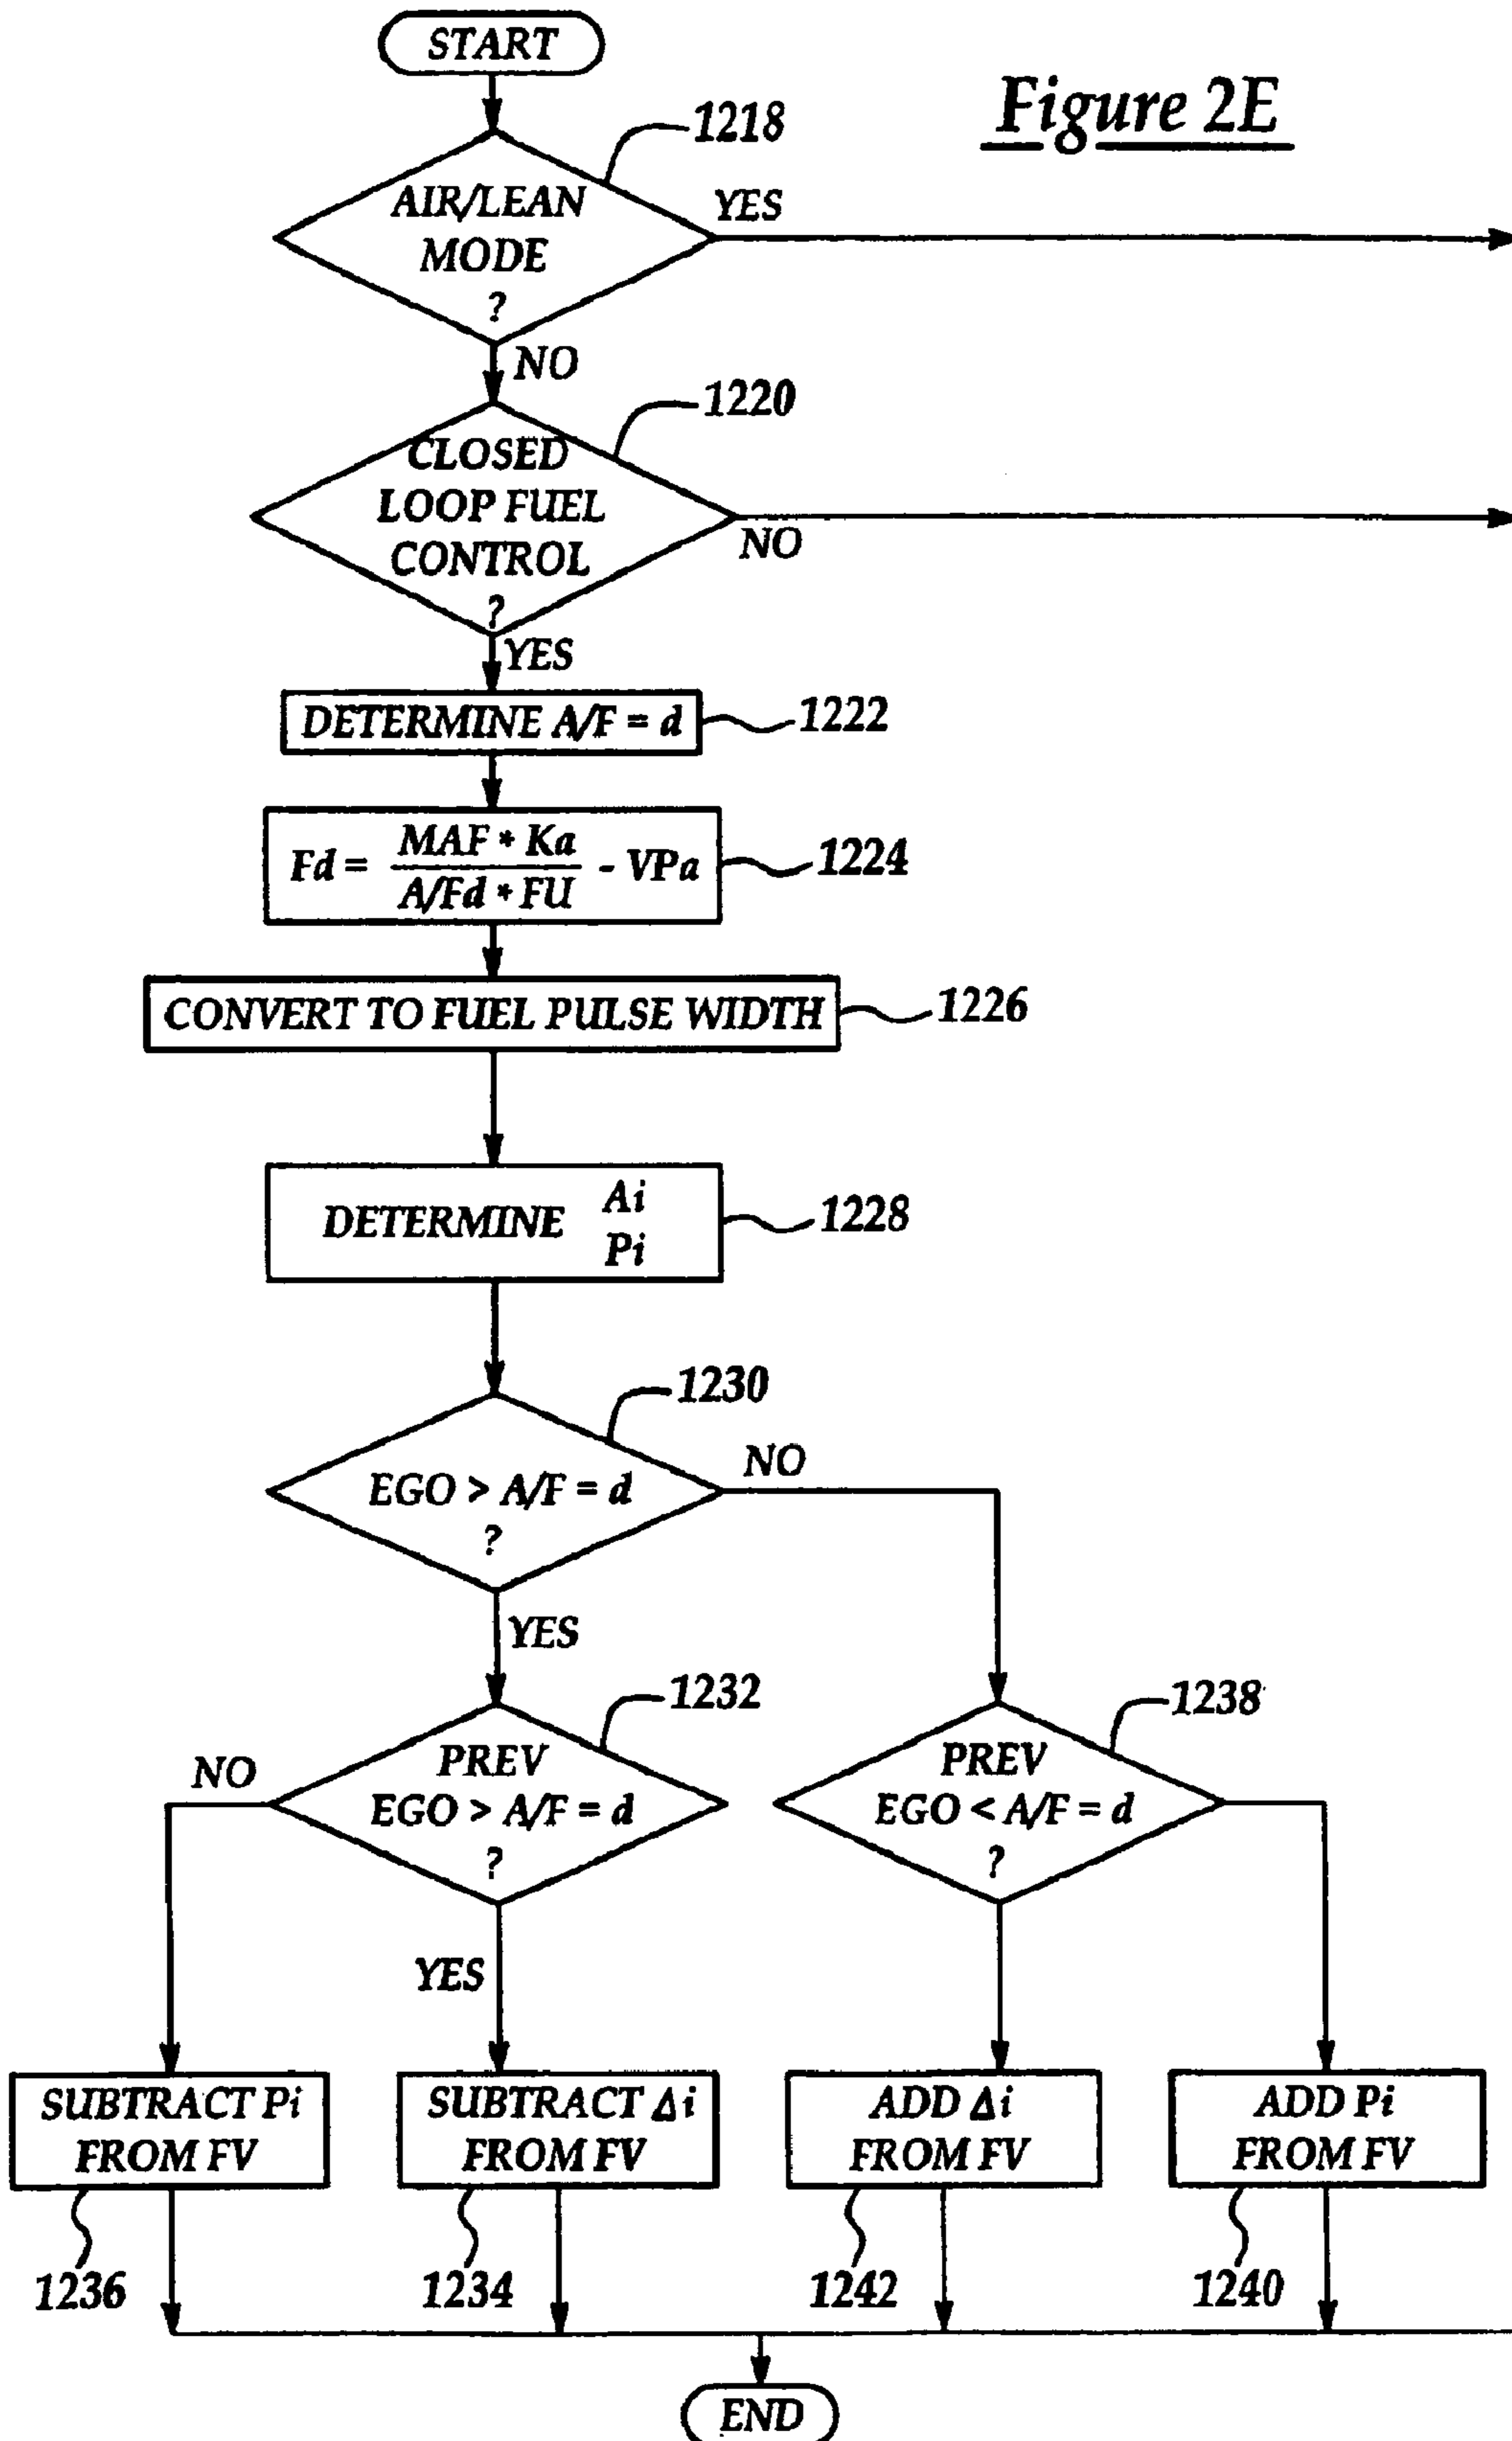 START
Figure 2E
1218
AIR/LEAN
MODE
?
YES
NO
1220
CLOSED
LOOP FUEL
CONTROL
?
NO
YES
DETERMINE A/F = d
1222
Fd = MAF * Ka / A/Fd * FU - VPa
1224
CONVERT TO FUEL PULSE WIDTH
1226
DETERMINE Ai
Pi
1228
1230
EGO > A/F = d
?
NO
YES
1232
PREV
EGO > A/F = d
?
NO
YES
1238
PREV
EGO < A/F = d
?
SUBTRACT Pi
FROM FV
1236
SUBTRACT Δi
FROM FV
1234
ADD Δi
FROM FV
1242
ADD Pi
FROM FV
1240
END